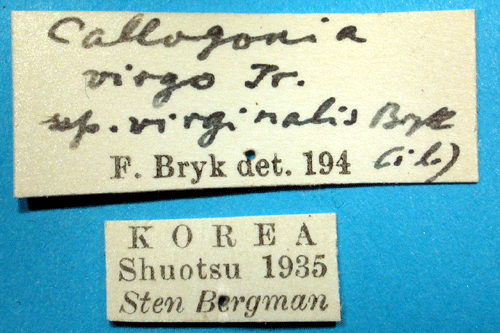 Callogonia
virgo Tr.
ssp. virginalis Bryk
F. Bryk det. 194 (i.l.)
KOREA
Shuotsu 1935
Sten Bergman